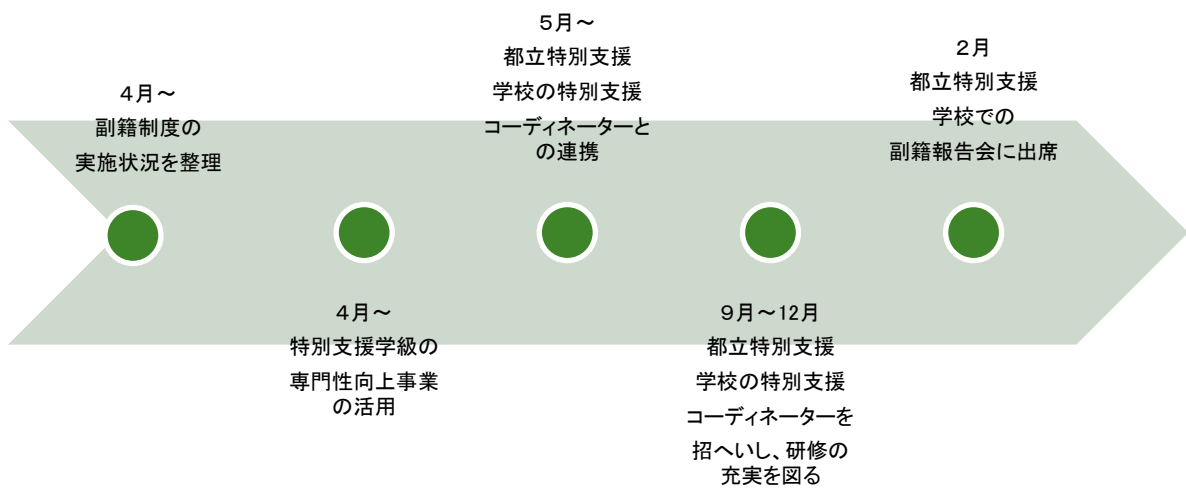 ４月～
副籍制度の
実施状況を整理
４月～
特別支援学級の
専門性向上事業
の活用
５月～
都立特別支援
学校の特別支援
コーディネーターと
の連携
９月～12月
都立特別支援
学校の特別支援
コーディネーターを
招へいし、研修の
充実を図る
２月
都立特別支援
学校での
副籍報告会に出席